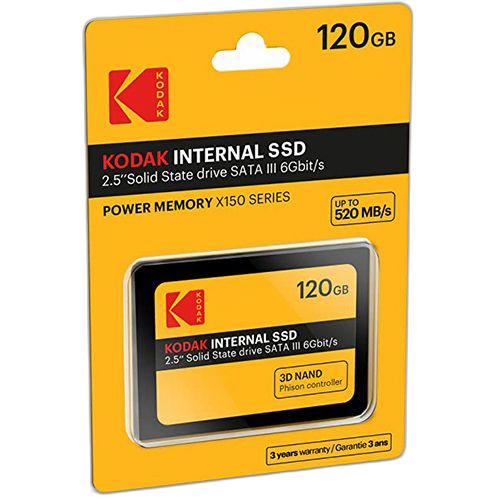 KODAK
120GB
KODAK INTERNAL SSD
2.5" Solid State drive SATA III 6Gbit/s
POWER MEMORY X150 SERIES
UP TO
520 MB/s
KODAK
120GB
KODAK INTERNAL SSD
2.5" Solid State drive SATA III 6Gbit/s
3D NAND
Phison controller
3 years warranty / Garantie 3 ans